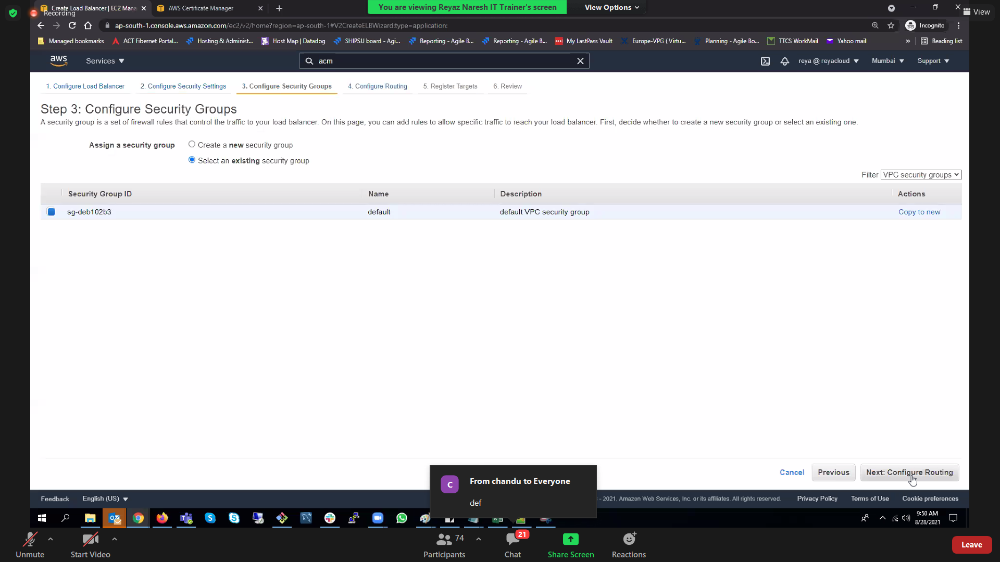 Create Load Balancer | EC2 Mana
Recording
AWS Certificate Manager
You are viewing Reyaz Naresh IT Trainer's screen
View Options
View
ap-south-1.console.aws.amazon.com/ec2/v2/home?region=ap-south-1#V2CreateELBWizard:type=application:
Incognito
Managed bookmarks
ACT Fibernet Portal...
Hosting & Administ...
Host Map | Datadog
SHIPSU board - Agi...
Reporting - Agile B...
Reporting - Agile B...
My LastPass Vault
Europe-VPG ( Virtu...
Planning - Agile Bo...
TTCS WorkMail
Yahoo mail
»
Reading list
aws
Services
acm
reya @ reyacloud
Mumbai
Support
1. Configure Load Balancer
2. Configure Security Settings
3. Configure Security Groups
4. Configure Routing
5. Register Targets
6. Review
Step 3: Configure Security Groups
A security group is a set of firewall rules that control the traffic to your load balancer. On this page, you can add rules to allow specific traffic to reach your load balancer. First, decide whether to create a new security group or select an existing one.
Assign a security group
Create a new security group
Select an existing security group
Filter VPC security groups
Security Group ID
Name
Description
Actions
sg-deb102b3
default
default VPC security group
Copy to new
Cancel
Previous
Next: Configure Routing
C
From chandu to Everyone
def
Feedback
English (US)
- 2021, Amazon Web Services, Inc. or its affiliates. All rights reserved.
Privacy Policy
Terms of Use
Cookie preferences
9:50 AM
8/28/2021
Unmute
Start Video
74
Participants
21
Chat
Share Screen
Reactions
Leave